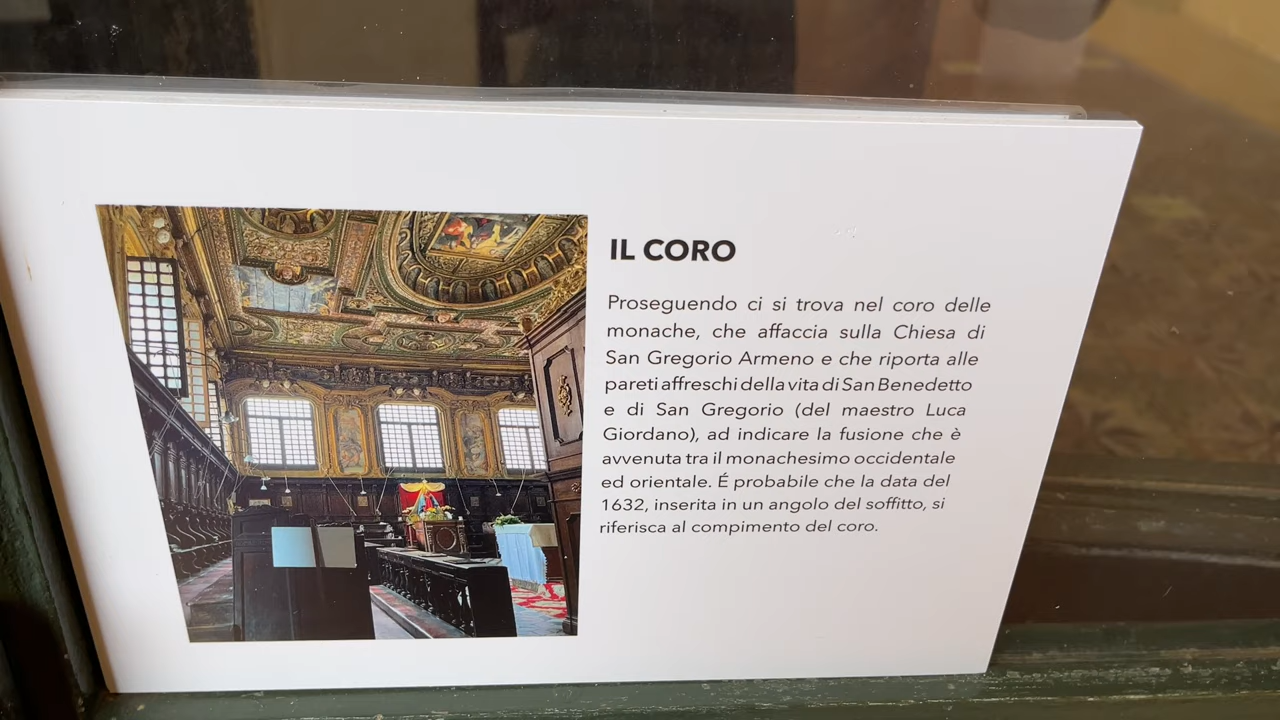 IL CORO
Proseguendo ci si trova nel coro delle
monache, che affaccia sulla Chiesa di
San Gregorio Armeno e che riporta alle
pareti affreschi della vita di San Benedetto
e di San Gregorio (del maestro Luca
Giordano), ad indicare la fusione che è
avvenuta tra il monachesimo occidentale
ed orientale. É probabile che la data del
1632, inserita in un angolo del soffitto, si
riferisca al compimento del coro.